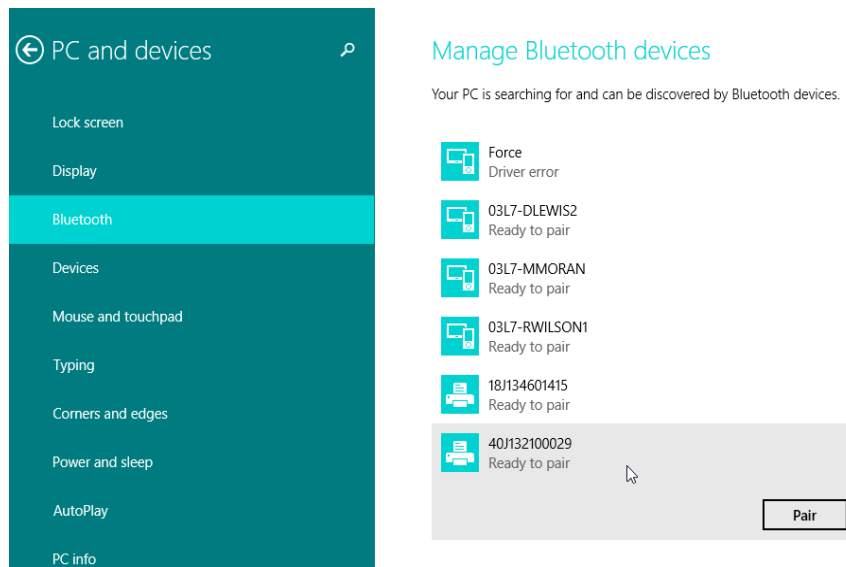 PC and devices
Lock screen
Display
Bluetooth
Devices
Mouse and touchpad
Typing
Corners and edges
Power and sleep
AutoPlay
PC info
Manage Bluetooth devices
Your PC is searching for and can be discovered by Bluetooth devices.
Force
Driver error
03L7-DLEWIS2
Ready to pair
03L7-MMORAN
Ready to pair
03L7-RWILSON1
Ready to pair
18J134601415
Ready to pair
40J132100029
Ready to pair
Pair